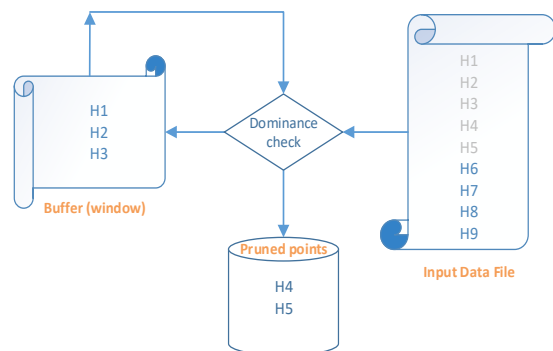 H1
H2
H3
Buffer (window)
Dominance
check
Pruned points
H4
H5
H1
H2
H3
H4
H5
H6
H7
H8
H9
Input Data File